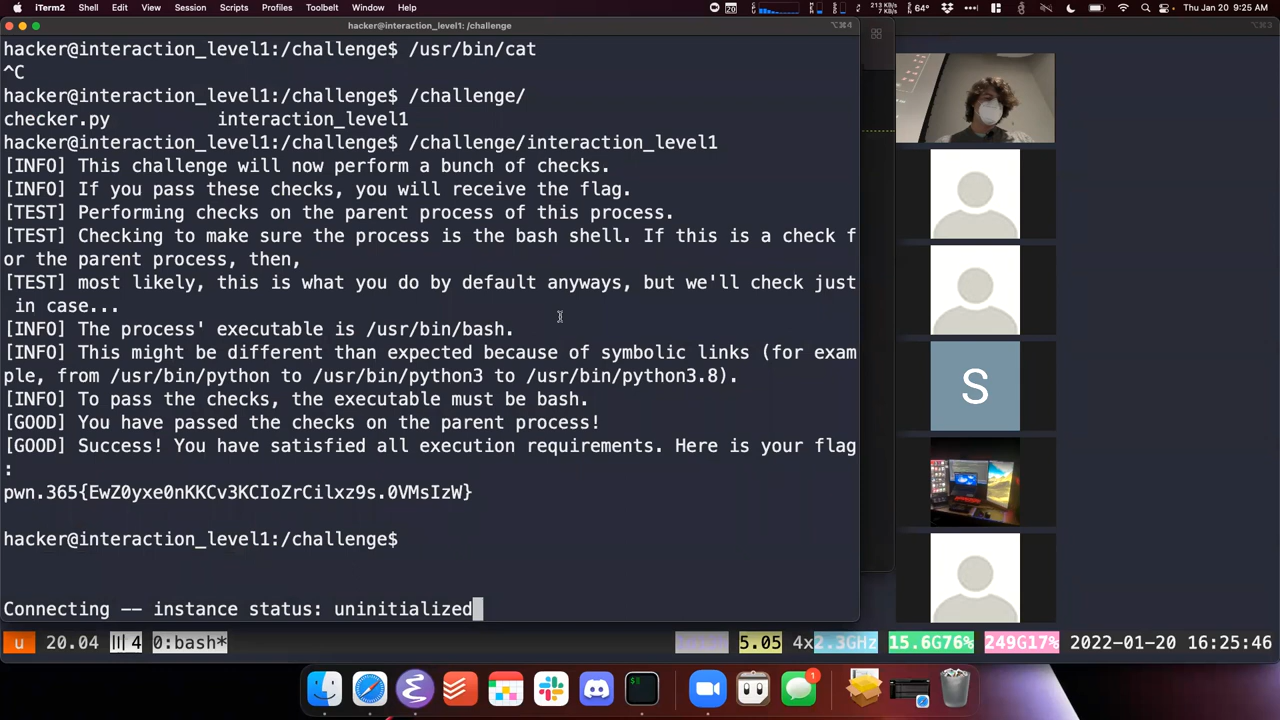 iTerm2 Shell Edit View Session Scripts Profiles Toolbelt Window Help
64° Thu Jan 20 9:25 AM
hacker@interaction_level1: /challenge
⌥⌘4
⌥⌘3
hacker@interaction_level1:/challenge$ /usr/bin/cat
^C
hacker@interaction_level1:/challenge$ /challenge/
checker.py interaction_level1
hacker@interaction_level1:/challenge$ /challenge/interaction_level1
[INFO] This challenge will now perform a bunch of checks.
[INFO] If you pass these checks, you will receive the flag.
[TEST] Performing checks on the parent process of this process.
[TEST] Checking to make sure the process is the bash shell. If this is a check f
or the parent process, then,
[TEST] most likely, this is what you do by default anyways, but we'll check just
in case...
[INFO] The process' executable is /usr/bin/bash.
[INFO] This might be different than expected because of symbolic links (for exam
ple, from /usr/bin/python to /usr/bin/python3 to /usr/bin/python3.8).
[INFO] To pass the checks, the executable must be bash.
[GOOD] You have passed the checks on the parent process!
[GOOD] Success! You have satisfied all execution requirements. Here is your flag
:
pwn.365{EwZ0yxe0nKKCv3KCIoZrCilxz9s.0VMsIzW}
hacker@interaction_level1:/challenge$
Connecting -- instance status: uninitialized
S
u 20.04 4 0:bash* 5.05 4x2.3GHz 15.6G76% 249G17% 2022-01-20 16:25:46
1